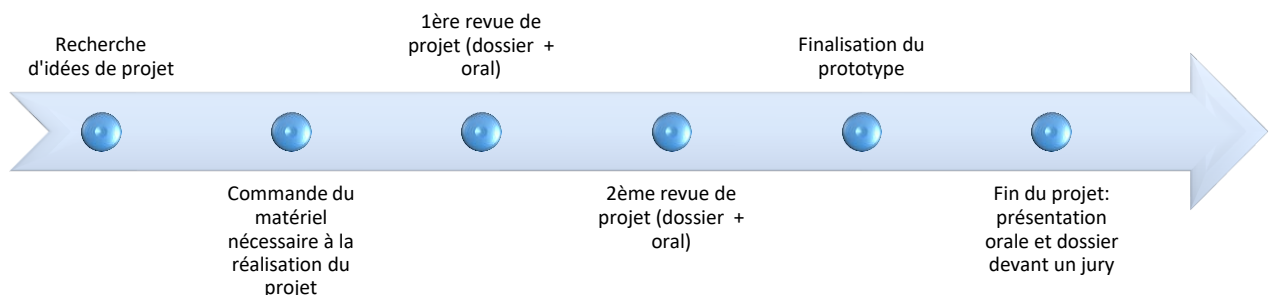 Recherche
d'idées de projet
Commande du
matériel
nécessaire à la
réalisation du
projet
1ère revue de
projet (dossier +
oral)
2ème revue de
projet (dossier +
oral)
Finalisation du
prototype
Fin du projet:
présentation
orale et dossier
devant un jury